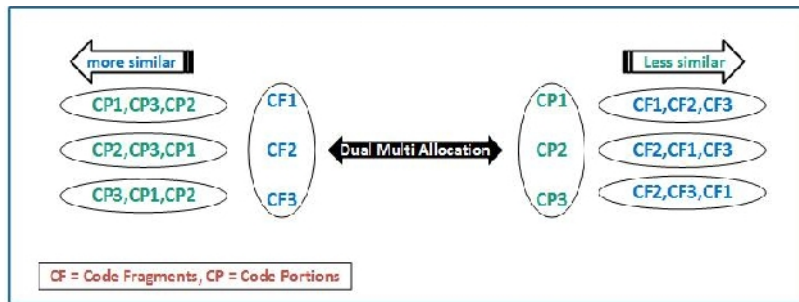 more similar
Less similar
CP1,CP3,CP2
CF1
CP1
CF1,CF2,CF3
CP2,CP3,CP1
CF2
Dual Multi Allocation
CP2
CF2,CF1,CF3
CP3,CP1,CP2
CF3
CP3
CF2,CF3,CF1
CF = Code Fragments, CP = Code Portions